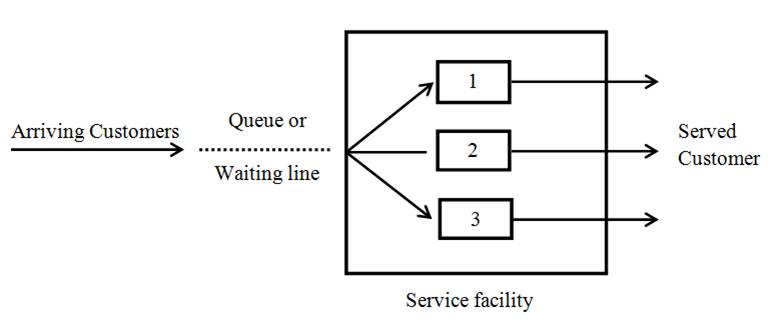 Arriving Customers
Queue or
Waiting line
1
2
3
Served
Customer
Service facility